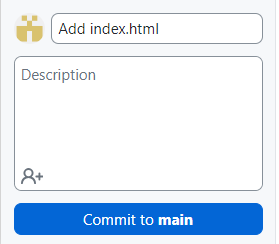 Add index.html
Description
Commit to main